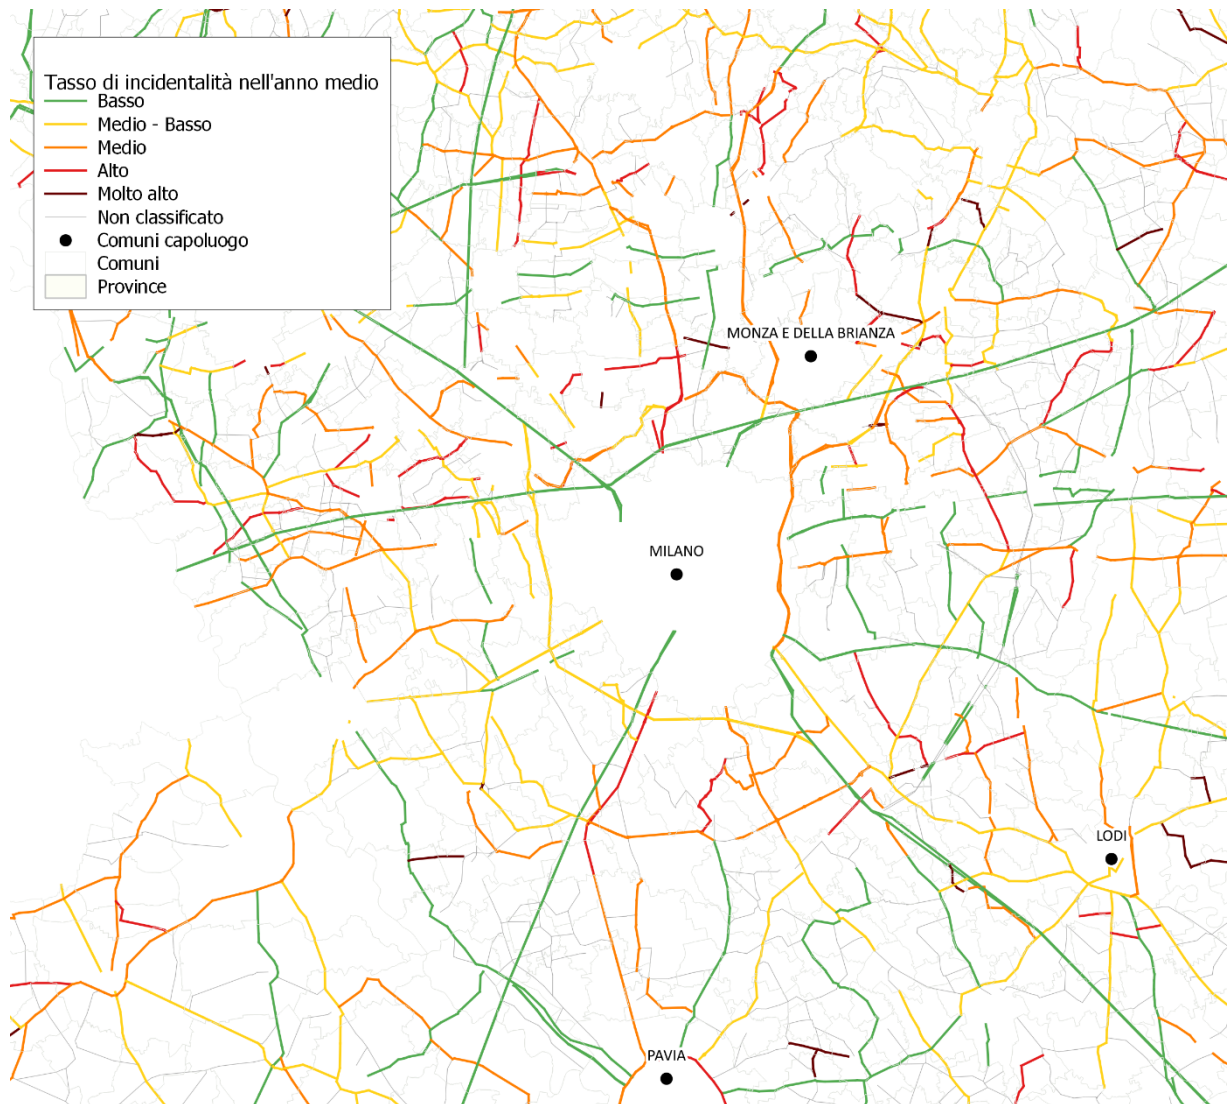 Tasso di incidentalità nell'anno medio
Basso
Medio - Basso
Medio
Alto
Molto alto
Non classificato
Comuni capoluogo
Comuni
Province
MONZA E DELLA BRIANZA
MILANO
LODI
PAVIA